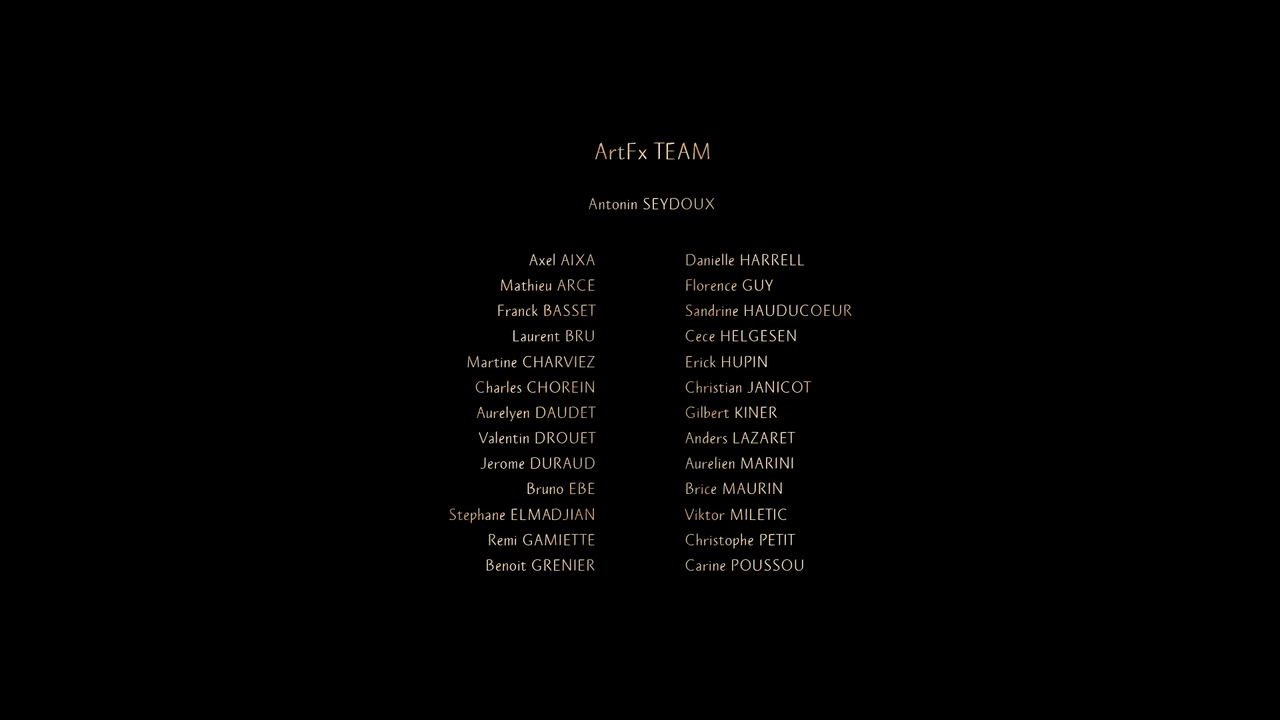 ArtFx TEAM
Antonin SEYDOUX
Axel AIXA
Mathieu ARCE
Franck BASSET
Laurent BRU
Martine CHARVIEZ
Charles CHOREIN
Aurelyen DAUDET
Valentin DROUET
Jerome DURAUD
Bruno EBE
Stephane ELMADJIAN
Remi GAMIETTE
Benoit GRENIER
Danielle HARRELL
Florence GUY
Sandrine HAUDUCOEUR
Cece HELGESEN
Erick HUPIN
Christian JANICOT
Gilbert KINER
Anders LAZARET
Aurelien MARINI
Brice MAURIN
Viktor MILETIC
Christophe PETIT
Carine POUSSOU